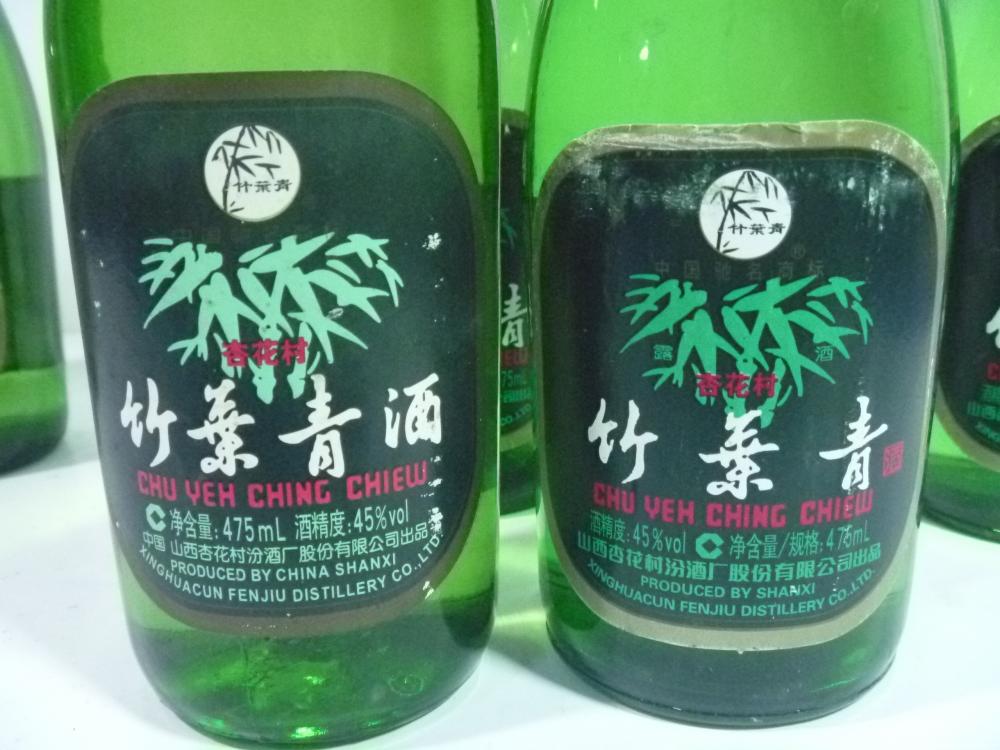 竹葉青
杏花村
竹葉青酒
CHU YEH CHING CHIEW
净含量:475mL 酒精度:45%vol
中国 山西杏花村汾酒厂股份有限公司出品
PRODUCED BY CHINA SHANXI
XINGHUACUN FENJIU DISTILLERY CO.,LTD.
竹葉青
®
中国驰名商标
露 酒
杏花村
竹葉青
酒
CHU YEH CHING CHIEW
酒精度:45%vol 净含量/规格:475mL
山西杏花村汾酒厂股份有限公司出品
PRODUCED BY SHANXI
XINGHUACUN FENJIU DISTILLERY CO.,LTD.
青
75mL